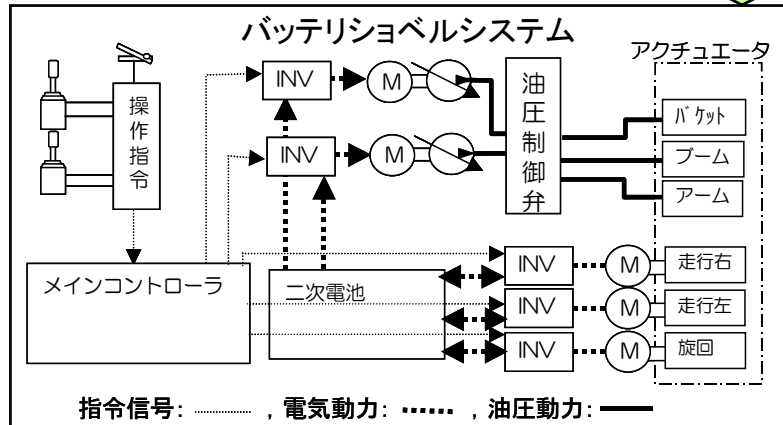 バッテリショベルシステム
アクチュエータ
操作指令
INV
M
INV
M
油圧制御弁
バケット
ブーム
アーム
メインコントローラ
二次電池
INV
M
走行右
INV
M
走行左
INV
M
旋回
指令信号: ........... , 電気動力: ▪▪▪▪▪▪ , 油圧動力: ━━